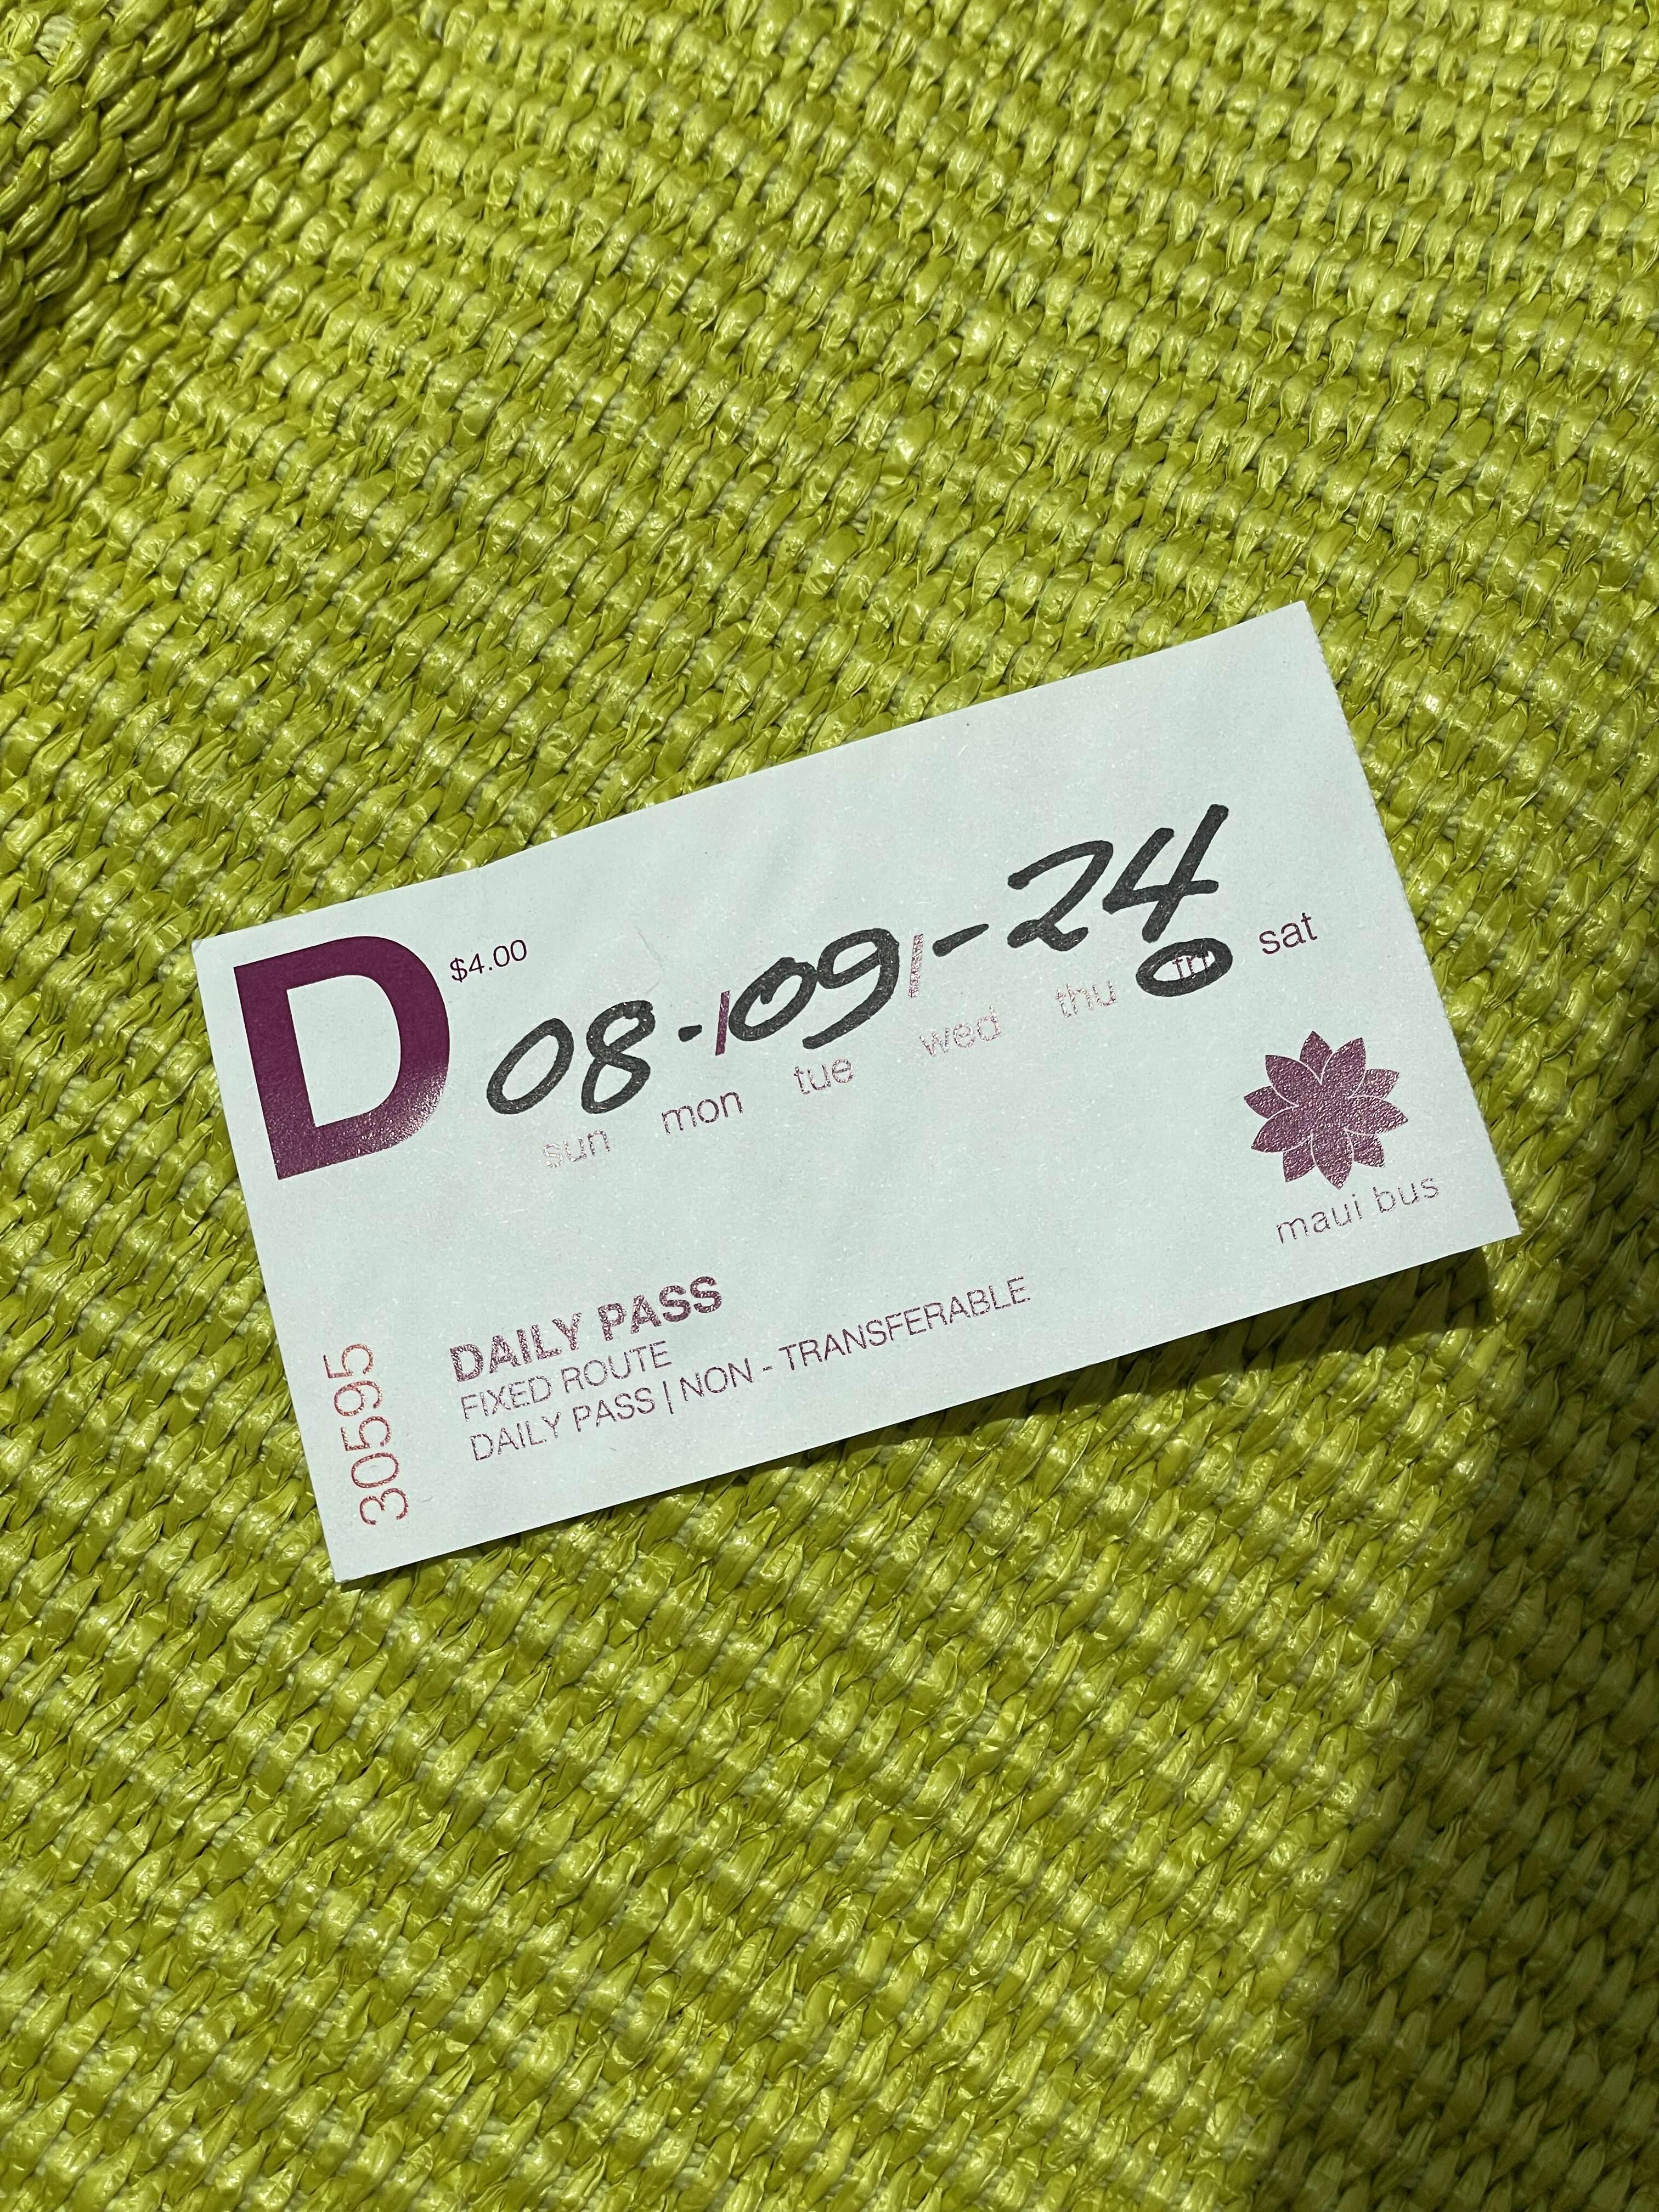 D $4.00
08-/09/-24
sun mon tue wed thu fri sat
maui bus
DAILY PASS
FIXED ROUTE
DAILY PASS | NON - TRANSFERABLE
305595